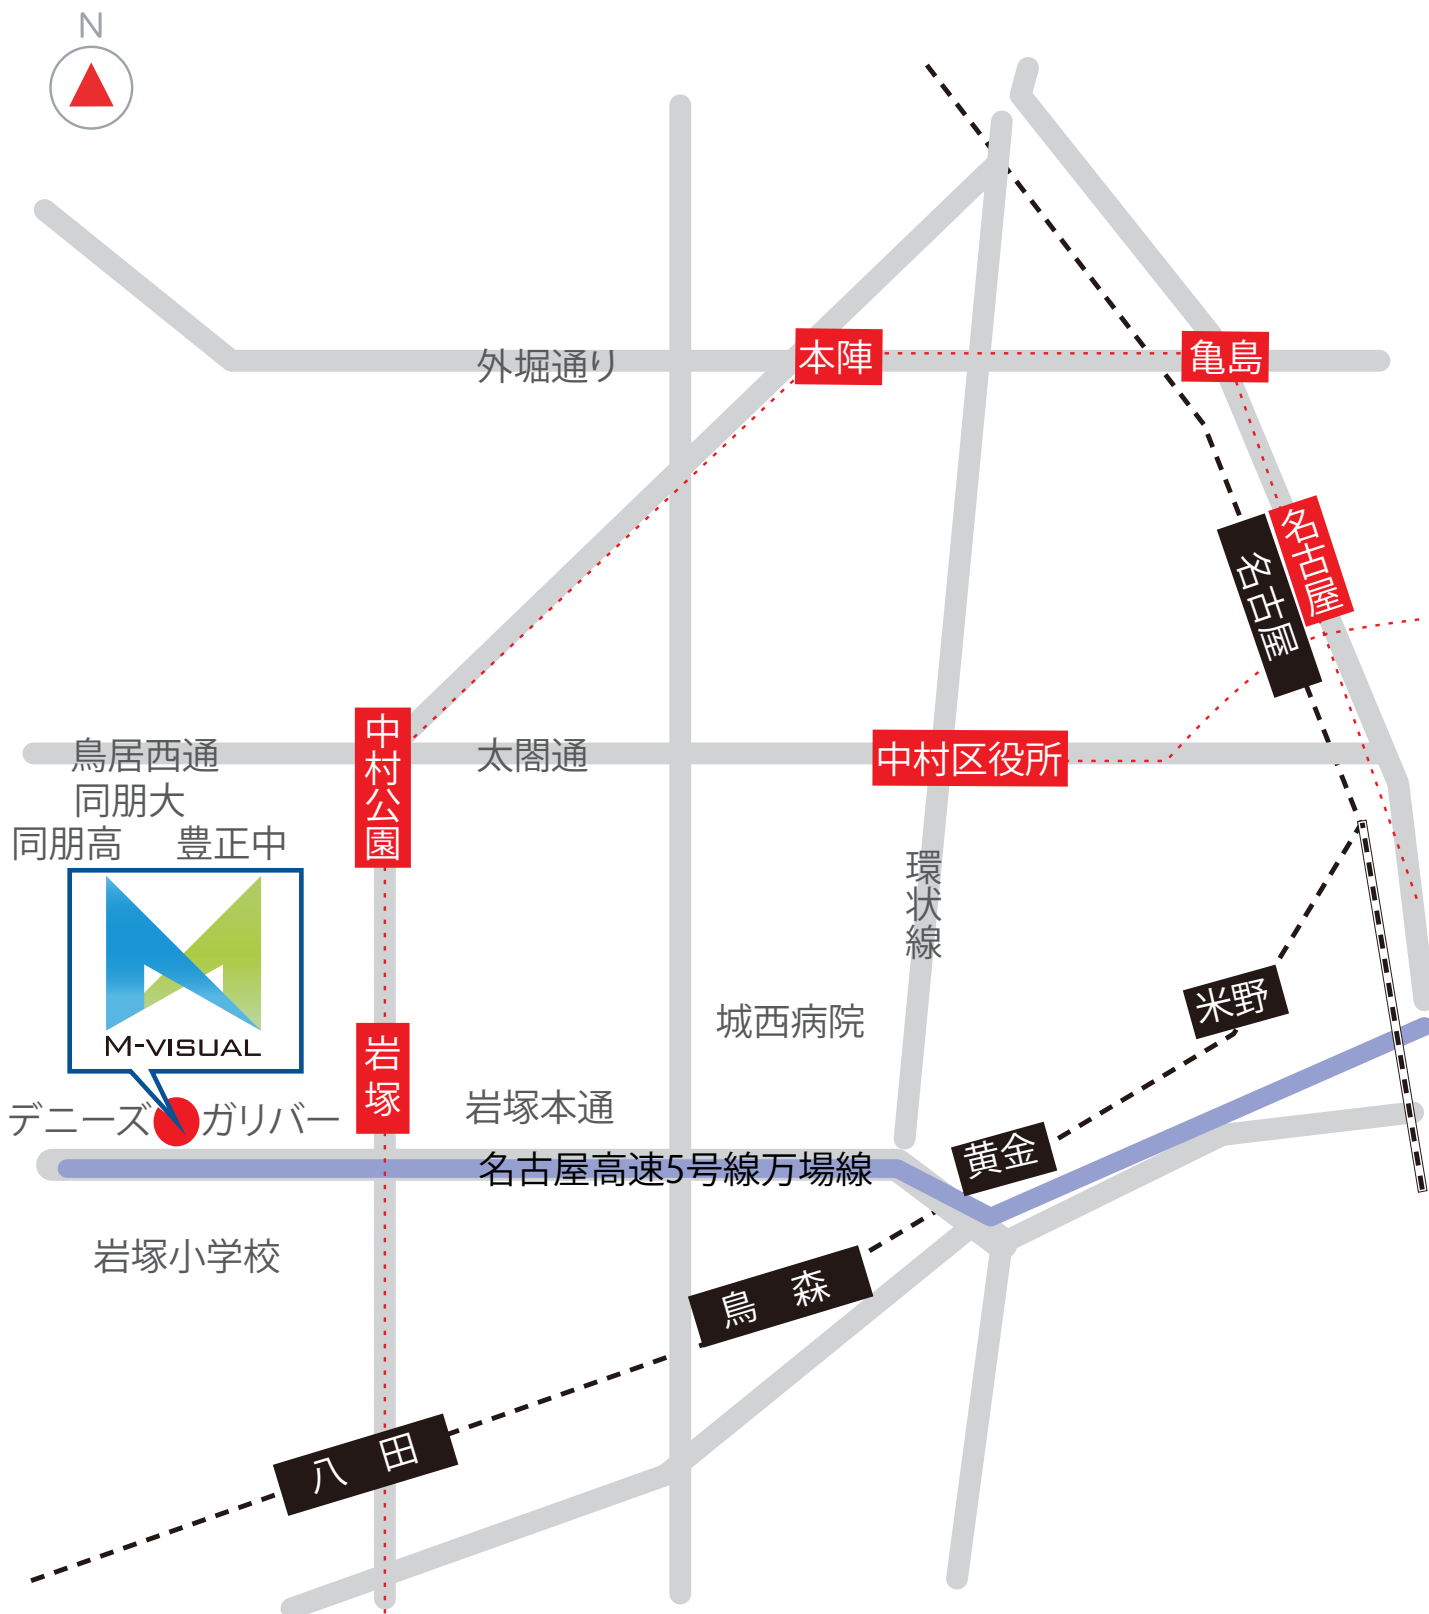 N
外堀通り
本陣
亀島
名古屋
名古屋
中村公園
鳥居西通
太閤通
中村区役所
同朋大
同朋高
豊正中
環状線
M-VISUAL
米野
城西病院
岩塚
岩塚本通
デニーズ
ガリバー
黄金
名古屋高速5号線万場線
岩塚小学校
烏　森
八　田